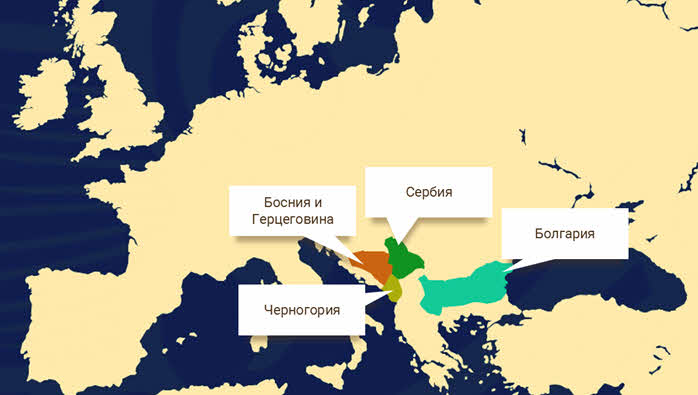 Босния и
Герцеговина
Сербия
Болгария
Черногория